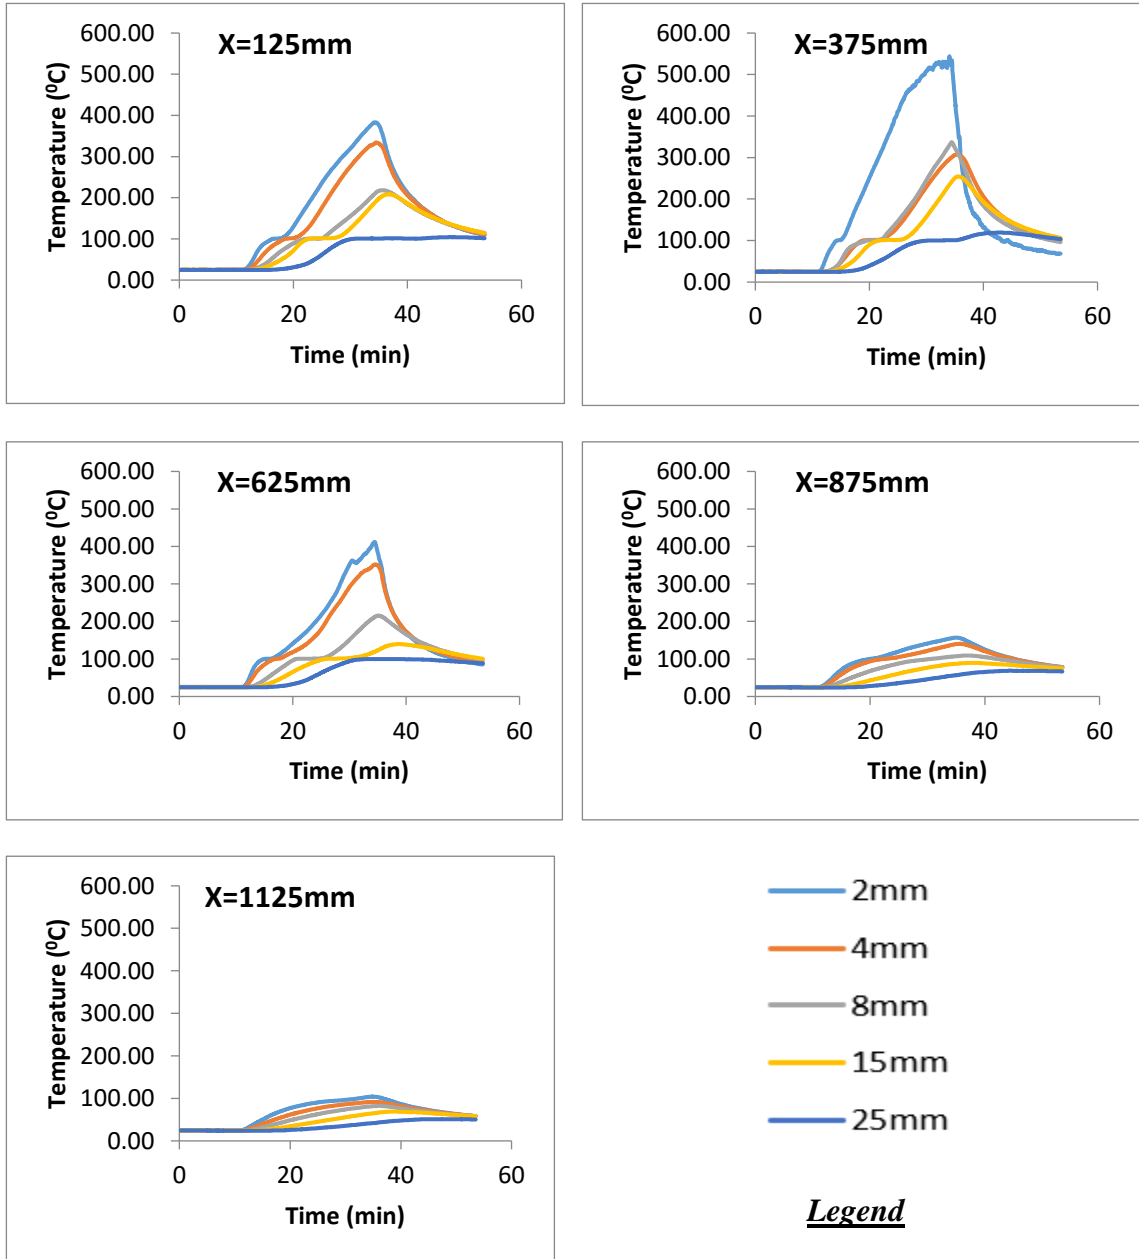 X=125mm
600.00
500.00
400.00
300.00
200.00
100.00
0.00
Temperature (⁰C)
0 20 40 60
Time (min)
X=375mm
600.00
500.00
400.00
300.00
200.00
100.00
0.00
Temperature (⁰C)
0 20 40 60
Time (min)
X=625mm
600.00
500.00
400.00
300.00
200.00
100.00
0.00
Temperature (⁰C)
0 20 40 60
Time (min)
X=875mm
600.00
500.00
400.00
300.00
200.00
100.00
0.00
Temperature (⁰C)
0 20 40 60
Time (min)
X=1125mm
600.00
500.00
400.00
300.00
200.00
100.00
0.00
Temperature (⁰C)
0 20 40 60
Time (min)
2mm
4mm
8mm
15mm
25mm
Legend